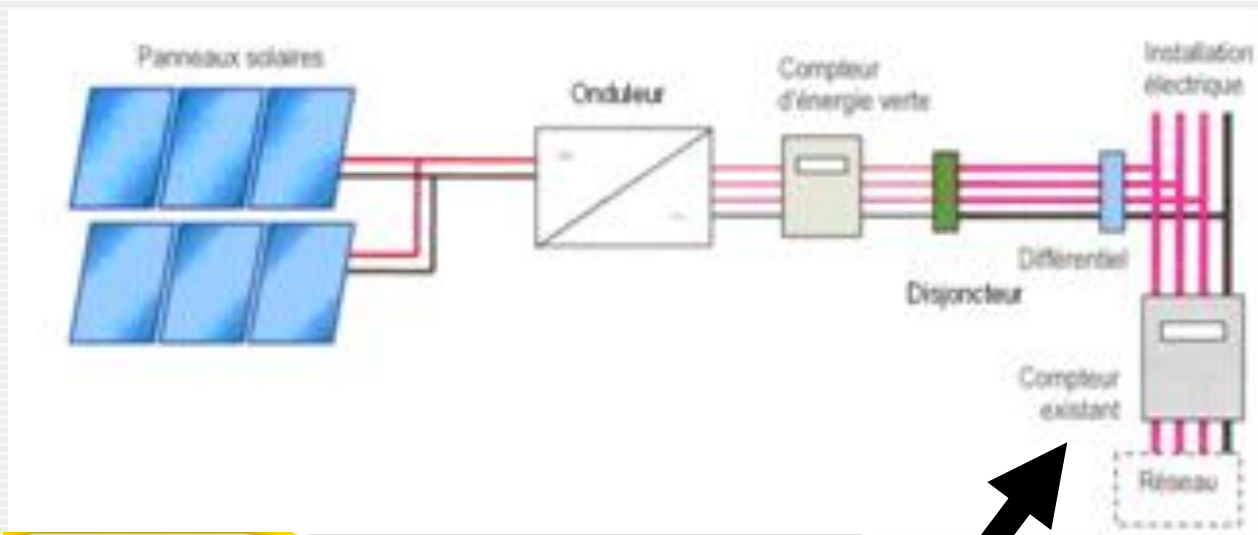 Panneaux solaires
Onduleur
Compteur
d'énergie verte
Installation
électrique
Différentiel
Disjoncteur
Compteur
existant
Réseau